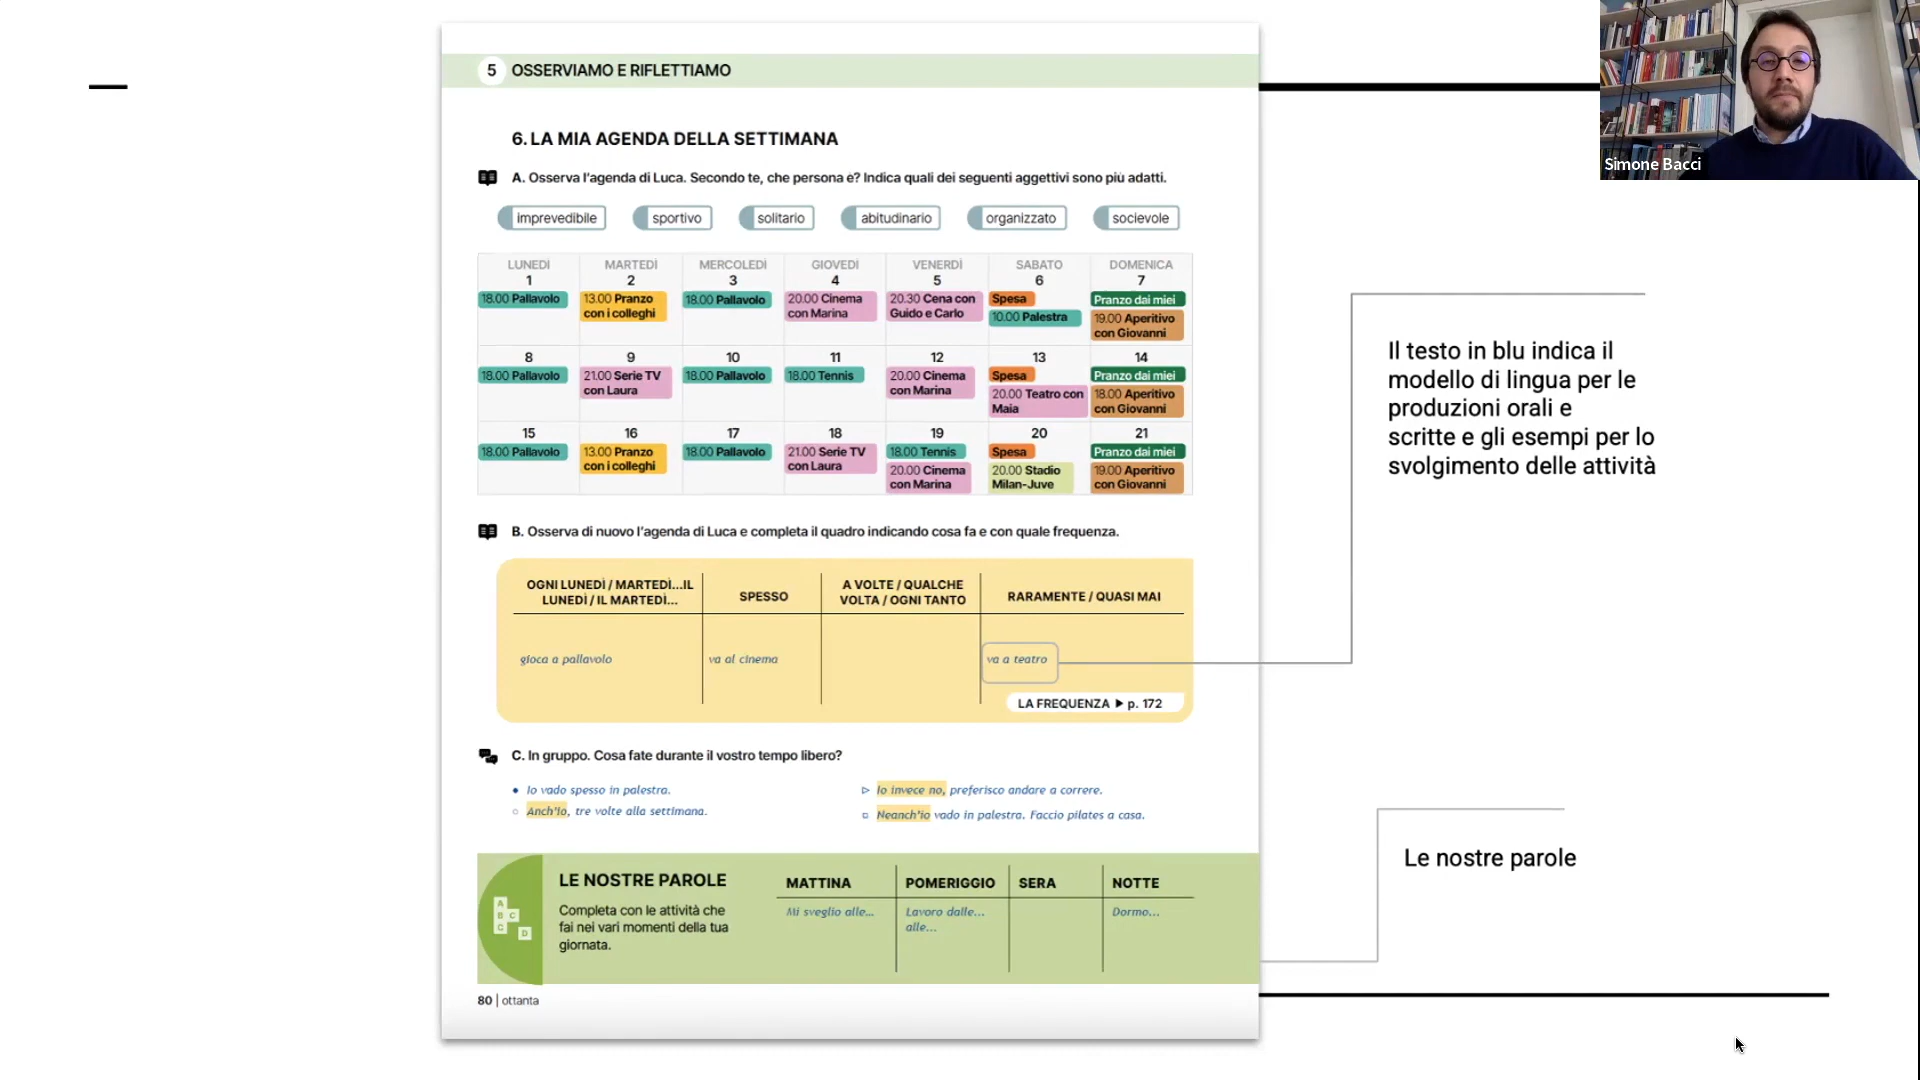 5 OSSERVIAMO E RIFLETTIAMO
6. LA MIA AGENDA DELLA SETTIMANA
A. Osserva l'agenda di Luca. Secondo te, che persona è? Indica quali dei seguenti aggettivi sono più adatti.
imprevedibile sportivo solitario abitudinario organizzato socievole
LUNEDÌ MARTEDÌ MERCOLEDÌ GIOVEDÌ VENERDÌ SABATO DOMENICA
1 2 3 4 5 6 7
18.00 Pallavolo
13.00 Pranzo
con i colleghi
18.00 Pallavolo
20.00 Cinema
con Marina
20.30 Cena con
Guido e Carlo
Spesa
10.00 Palestra
Pranzo dai miei
19.00 Aperitivo
con Giovanni
8 9 10 11 12 13 14
18.00 Pallavolo
21.00 Serie TV
con Laura
18.00 Pallavolo
18.00 Tennis
20.00 Cinema
con Marina
Spesa
20.00 Teatro con
Maia
Pranzo dai miei
18.00 Aperitivo
con Giovanni
15 16 17 18 19 20 21
18.00 Pallavolo
13.00 Pranzo
con i colleghi
18.00 Pallavolo
21.00 Serie TV
con Laura
18.00 Tennis
20.00 Cinema
con Marina
Spesa
20.00 Stadio
Milan-Juve
Pranzo dai miei
19.00 Aperitivo
con Giovanni
B. Osserva di nuovo l'agenda di Luca e completa il quadro indicando cosa fa e con quale frequenza.
OGNI LUNEDÌ / MARTEDÌ...IL
LUNEDÌ / IL MARTEDÌ...
SPESSO
A VOLTE / QUALCHE
VOLTA / OGNI TANTO
RARAMENTE / QUASI MAI
gioca a pallavolo
va al cinema
va a teatro
LA FREQUENZA ▶ p. 172
C. In gruppo. Cosa fate durante il vostro tempo libero?
● Io vado spesso in palestra.
○ Anch'io, tre volte alla settimana.
▷ Io invece no, preferisco andare a correre.
□ Neanch'io vado in palestra. Faccio pilates a casa.
A
B C
C D
LE NOSTRE PAROLE
Completa con le attività che
fai nei vari momenti della tua
giornata.
MATTINA POMERIGGIO SERA NOTTE
Mi sveglio alle...
Lavoro dalle...
alle...
Dormo...
80 | ottanta
Simone Bacci
Il testo in blu indica il
modello di lingua per le
produzioni orali e
scritte e gli esempi per lo
svolgimento delle attività
Le nostre parole